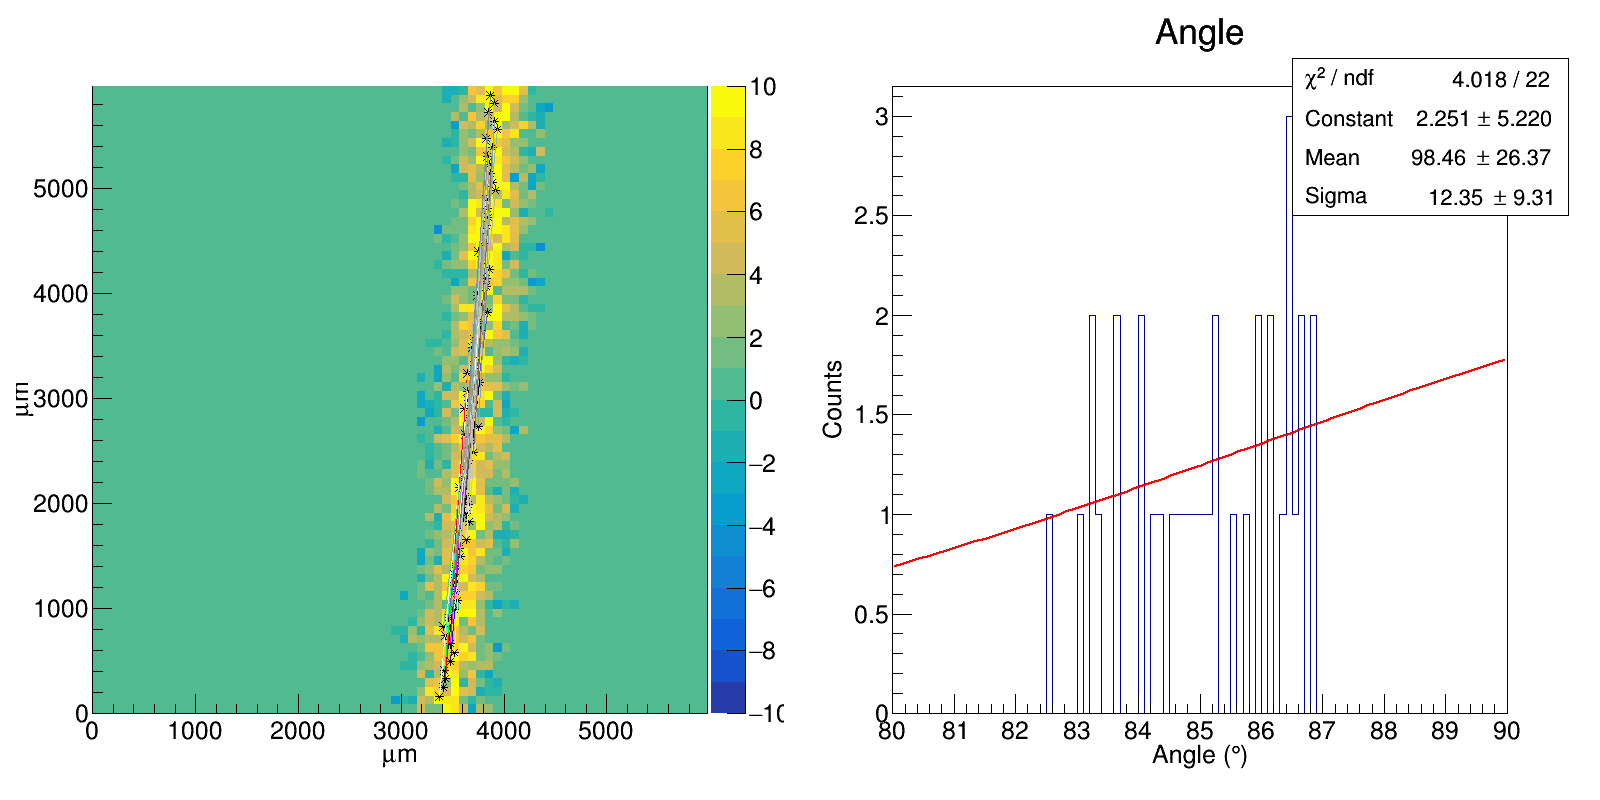 Angle
χ² / ndf 4.018 / 22
Constant 2.251 ± 5.220
Mean 98.46 ± 26.37
Sigma 12.35 ± 9.31
μm
5000
4000
3000
2000
1000
0
0 1000 2000 3000 4000 5000
μm
10
8
6
4
2
0
−2
−4
−6
−8
−10
Counts
3
2.5
2
1.5
1
0.5
0
80 81 82 83 84 85 86 87 88 89 90
Angle (°)